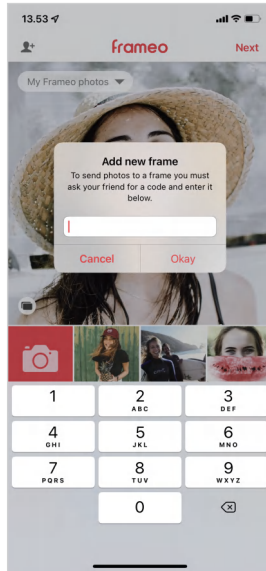 13.53
frameo
Next
My Frameo photos
Add new frame
To send photos to a frame you must
ask your friend for a code and enter it
below.
Cancel Okay
1 2 3
ABC DEF
4 5 6
GHI JKL MNO
7 8 9
PQRS TUV WXYZ
0